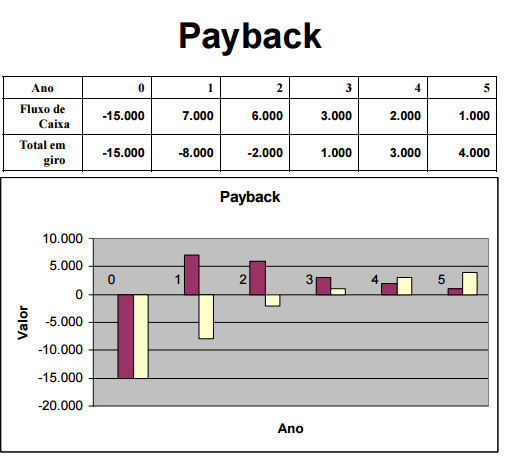 Payback
Ano 0 1 2 3 4 5
Fluxo de
Caixa -15.000 7.000 6.000 3.000 2.000 1.000
Total em
giro -15.000 -8.000 -2.000 1.000 3.000 4.000
Payback
10.000
5.000
0
-5.000
-10.000
-15.000
-20.000
0 1 2 3 4 5
Valor
Ano